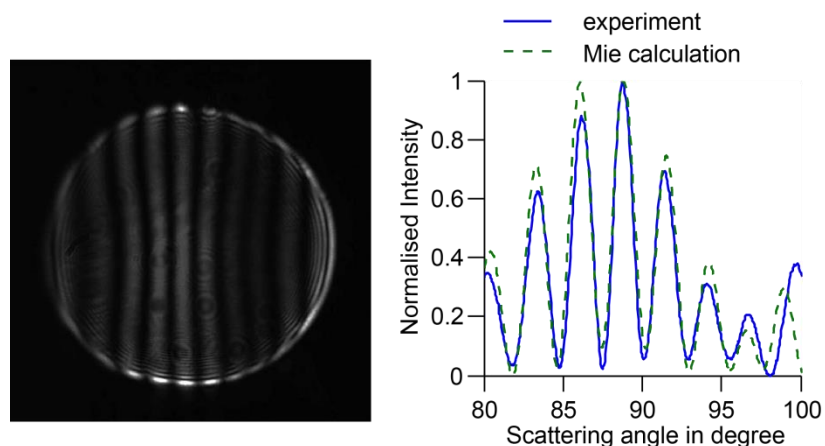 experiment
Mie calculation
1
0.8
0.6
0.4
0.2
0
Normalised Intensity
80
85
90
95
100
Scattering angle in degree